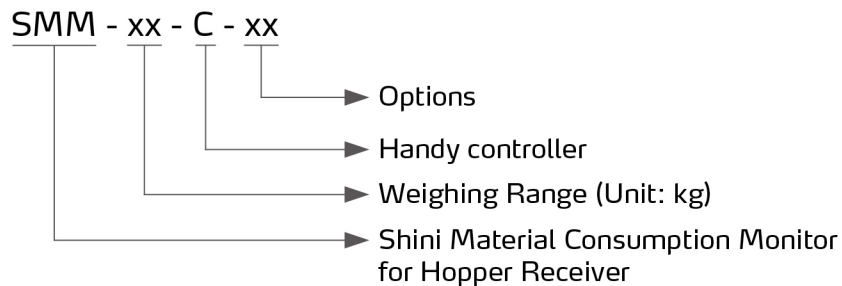 SMM - xx - C - xx
Options
Handy controller
Weighing Range (Unit: kg)
Shini Material Consumption Monitor
for Hopper Receiver